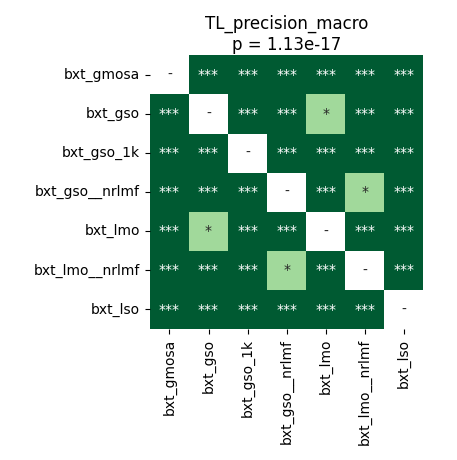 TL_precision_macro
p = 1.13e-17
bxt_gmosa - *** *** *** *** *** ***
bxt_gso *** - *** *** * *** ***
bxt_gso_1k *** *** - *** *** *** ***
bxt_gso__nrlmf *** *** *** - *** * ***
bxt_lmo *** * *** *** - *** ***
bxt_lmo__nrlmf *** *** *** * *** - ***
bxt_lso *** *** *** *** *** *** -
bxt_gmosa
bxt_gso
bxt_gso_1k
bxt_gso__nrlmf
bxt_lmo
bxt_lmo__nrlmf
bxt_lso